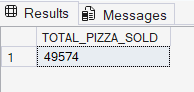 Results Messages
TOTAL_PIZZA_SOLD
1 49574